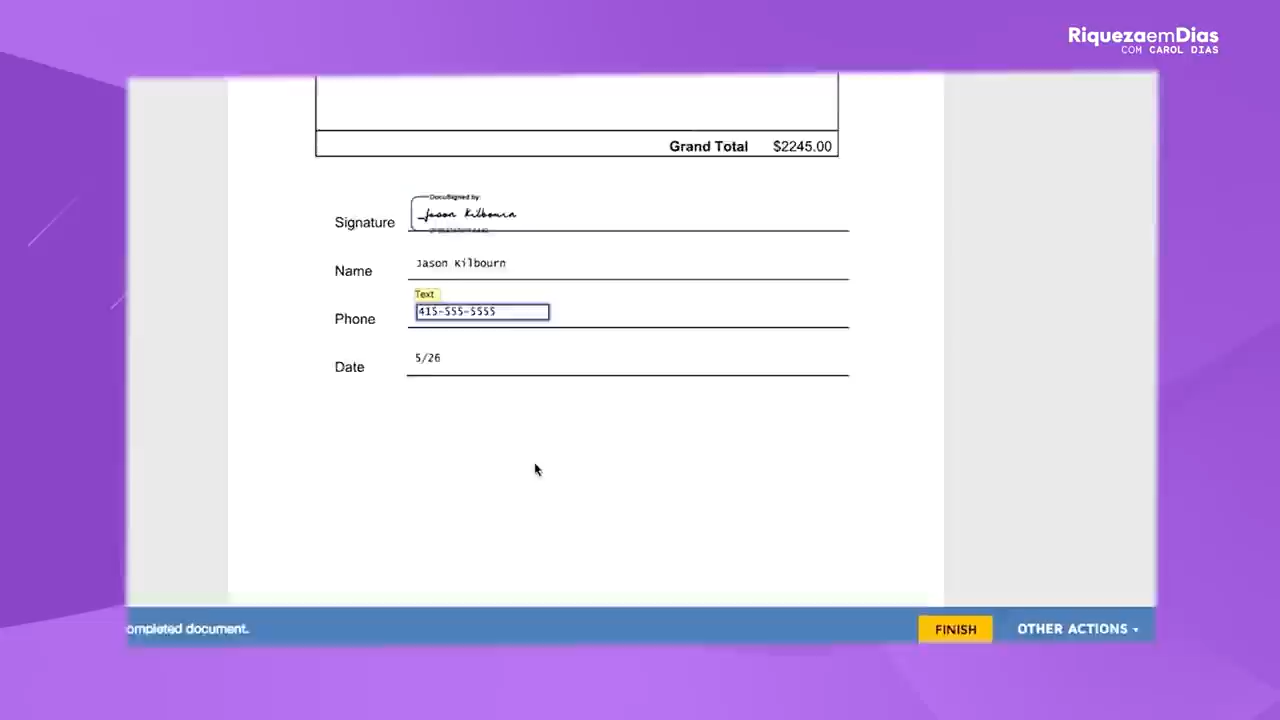 RiquezaemDias
COM CAROL DIAS
Grand Total $2245.00
DocuSigned by:
Signature Jason Kilbourn
Name Jason Kilbourn
Text
Phone 415-555-5555
Date 5/26
ompleted document. FINISH OTHER ACTIONS